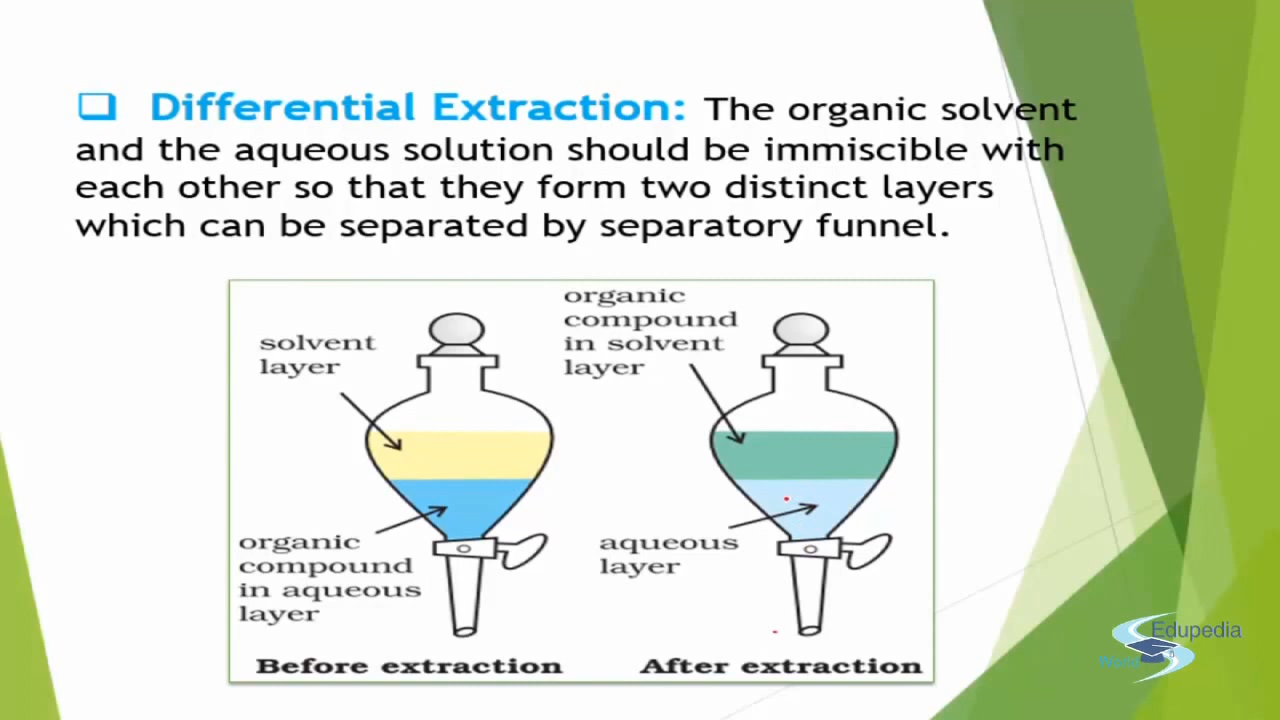 ❑ Differential Extraction: The organic solvent
and the aqueous solution should be immiscible with
each other so that they form two distinct layers
which can be separated by separatory funnel.
solvent
layer
organic
compound
in solvent
layer
organic
compound
in aqueous
layer
aqueous
layer
Before extraction
After extraction
Edupedia
World